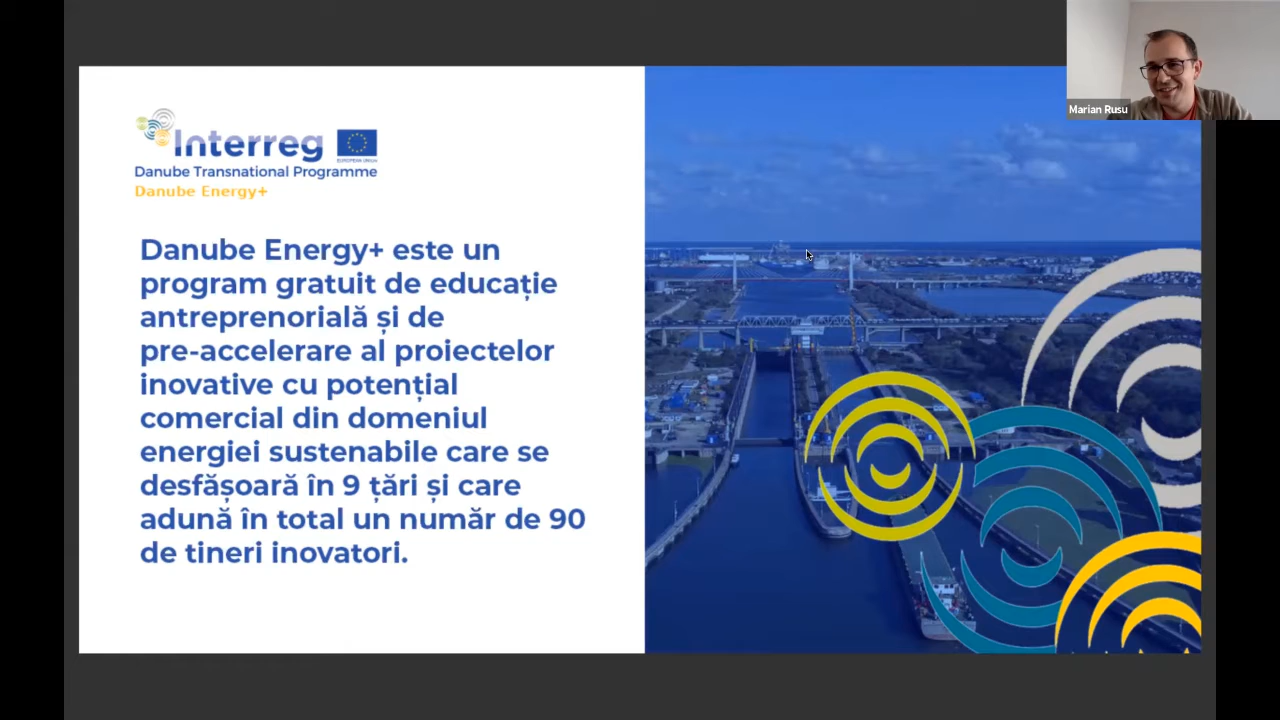 Interreg
EUROPEAN UNION
Danube Transnational Programme
Danube Energy+
Danube Energy+ este un
program gratuit de educație
antreprenorială și de
pre-accelerare al proiectelor
inovative cu potențial
comercial din domeniul
energiei sustenabile care se
desfășoară în 9 țări și care
adună în total un număr de 90
de tineri inovatori.
Marian Rusu